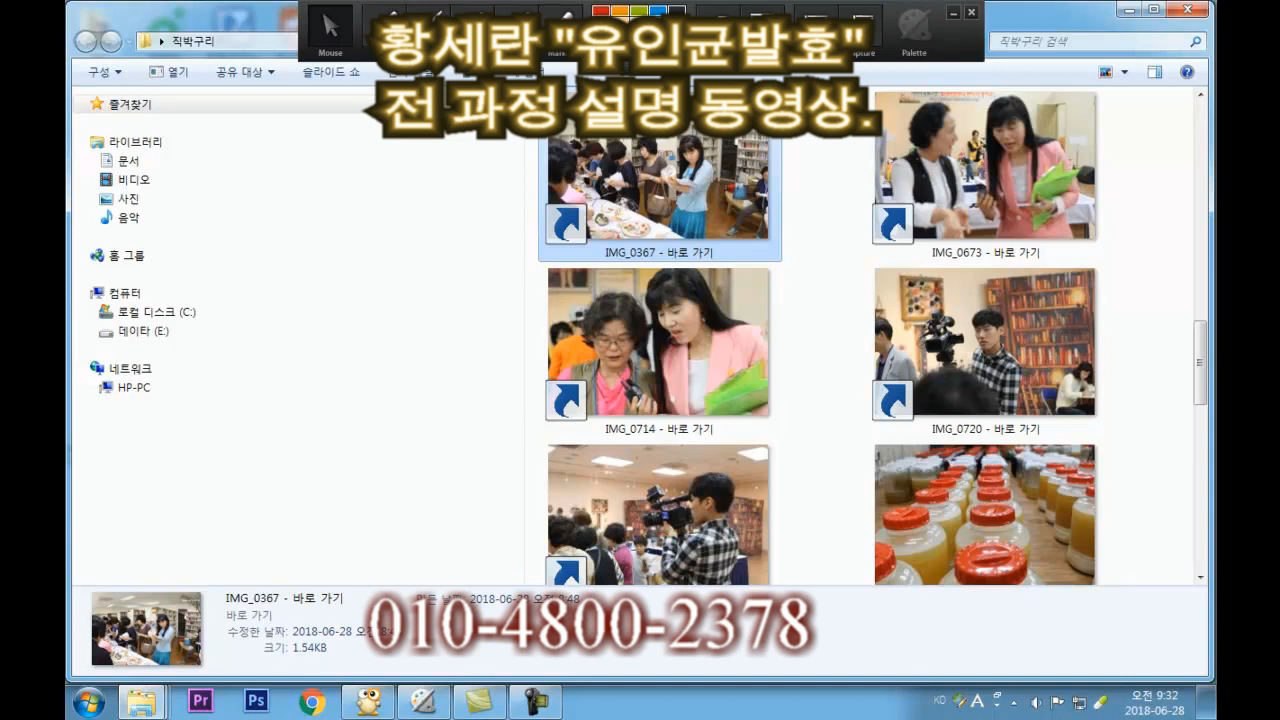 직박구리
Mouse
Palette
직박구리 검색
황세란 "유인균발효"
전 과정 설명 동영상.
구성
열기
공유 대상
슬라이드 쇼
즐겨찾기
라이브러리
문서
비디오
사진
음악
홈 그룹
컴퓨터
로컬 디스크 (C:)
데이타 (E:)
네트워크
HP-PC
IMG_0367 - 바로 가기
IMG_0673 - 바로 가기
IMG_0714 - 바로 가기
IMG_0720 - 바로 가기
IMG_0367 - 바로 가기
바로 가기
수정한 날짜: 2018-06-28 오전
크기: 1.54KB
010-4800-2378
Pr
Ps
KO
A
오전 9:32
2018-06-28